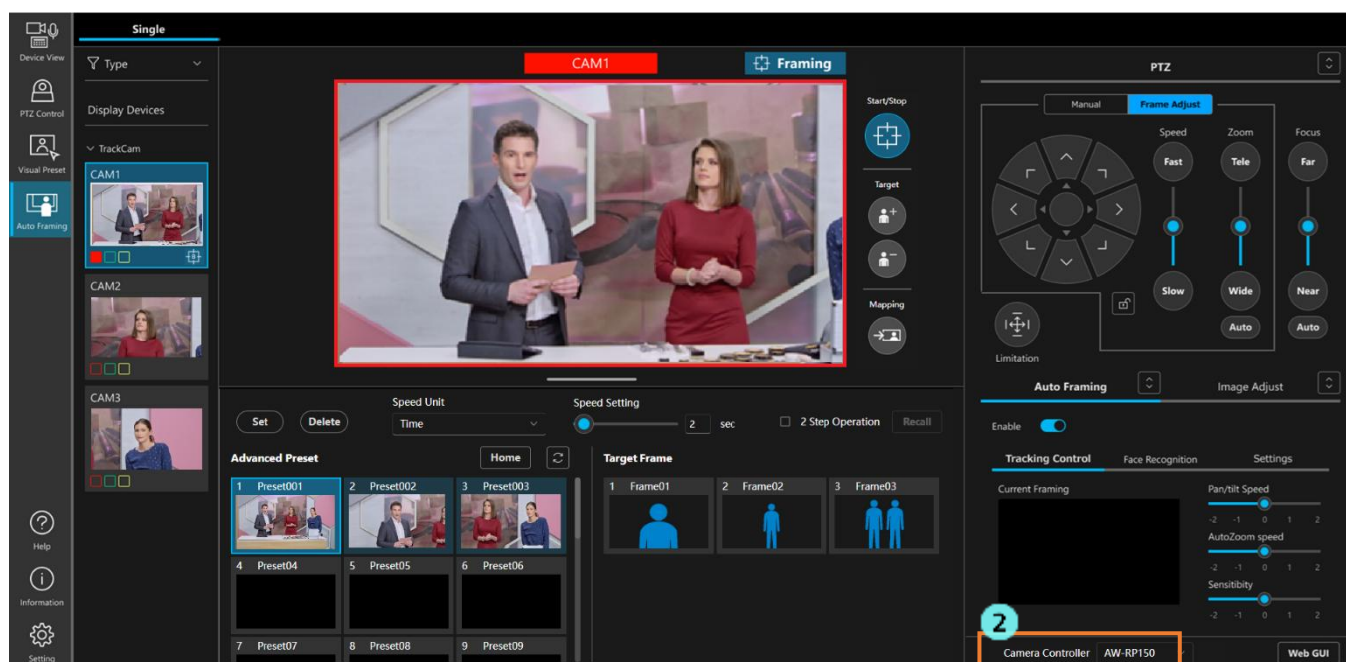 Single
Device View
PTZ Control
Visual Preset
Auto Framing
Help
Information
Setting
Type
Display Devices
TrackCam
CAM1
CAM2
CAM3
CAM1
Framing
Start/Stop
Target
Mapping
Speed Unit
Speed Setting
Set
Delete
Time
2 sec
2 Step Operation
Recall
Advanced Preset
Home
Target Frame
1 Preset001
2 Preset002
3 Preset003
4 Preset04
5 Preset05
6 Preset06
7 Preset07
8 Preset08
9 Preset09
1 Frame01
2 Frame02
3 Frame03
PTZ
Manual
Frame Adjust
Speed
Zoom
Focus
Fast
Tele
Far
Slow
Wide
Near
Auto
Auto
Limitation
Auto Framing
Image Adjust
Enable
Tracking Control
Face Recognition
Settings
Current Framing
Pan/tilt Speed
-2 -1 0 1 2
AutoZoom speed
-2 -1 0 1 2
Sensitibity
-2 -1 0 1 2
2
Camera Controller
AW-RP150
Web GUI